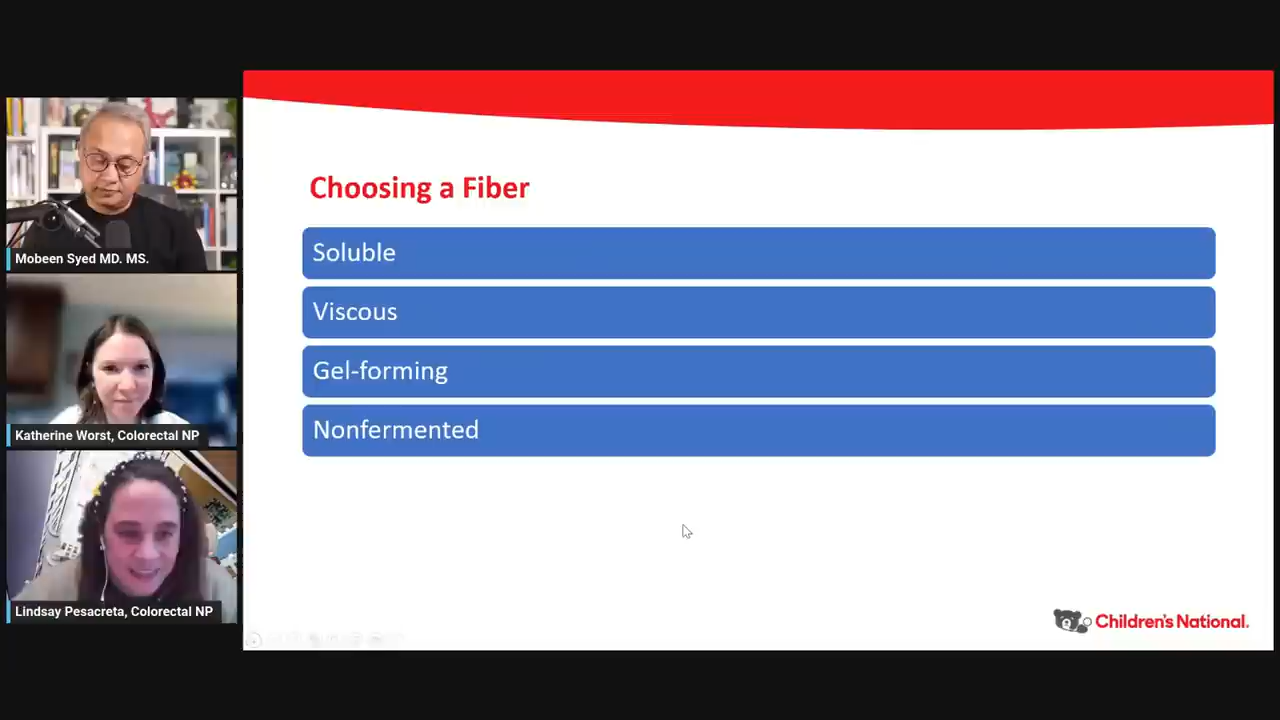 Choosing a Fiber
Soluble
Viscous
Gel-forming
Nonfermented
Mobeen Syed MD. MS.
Katherine Worst, Colorectal NP
Lindsay Pesacreta, Colorectal NP
Children's National.